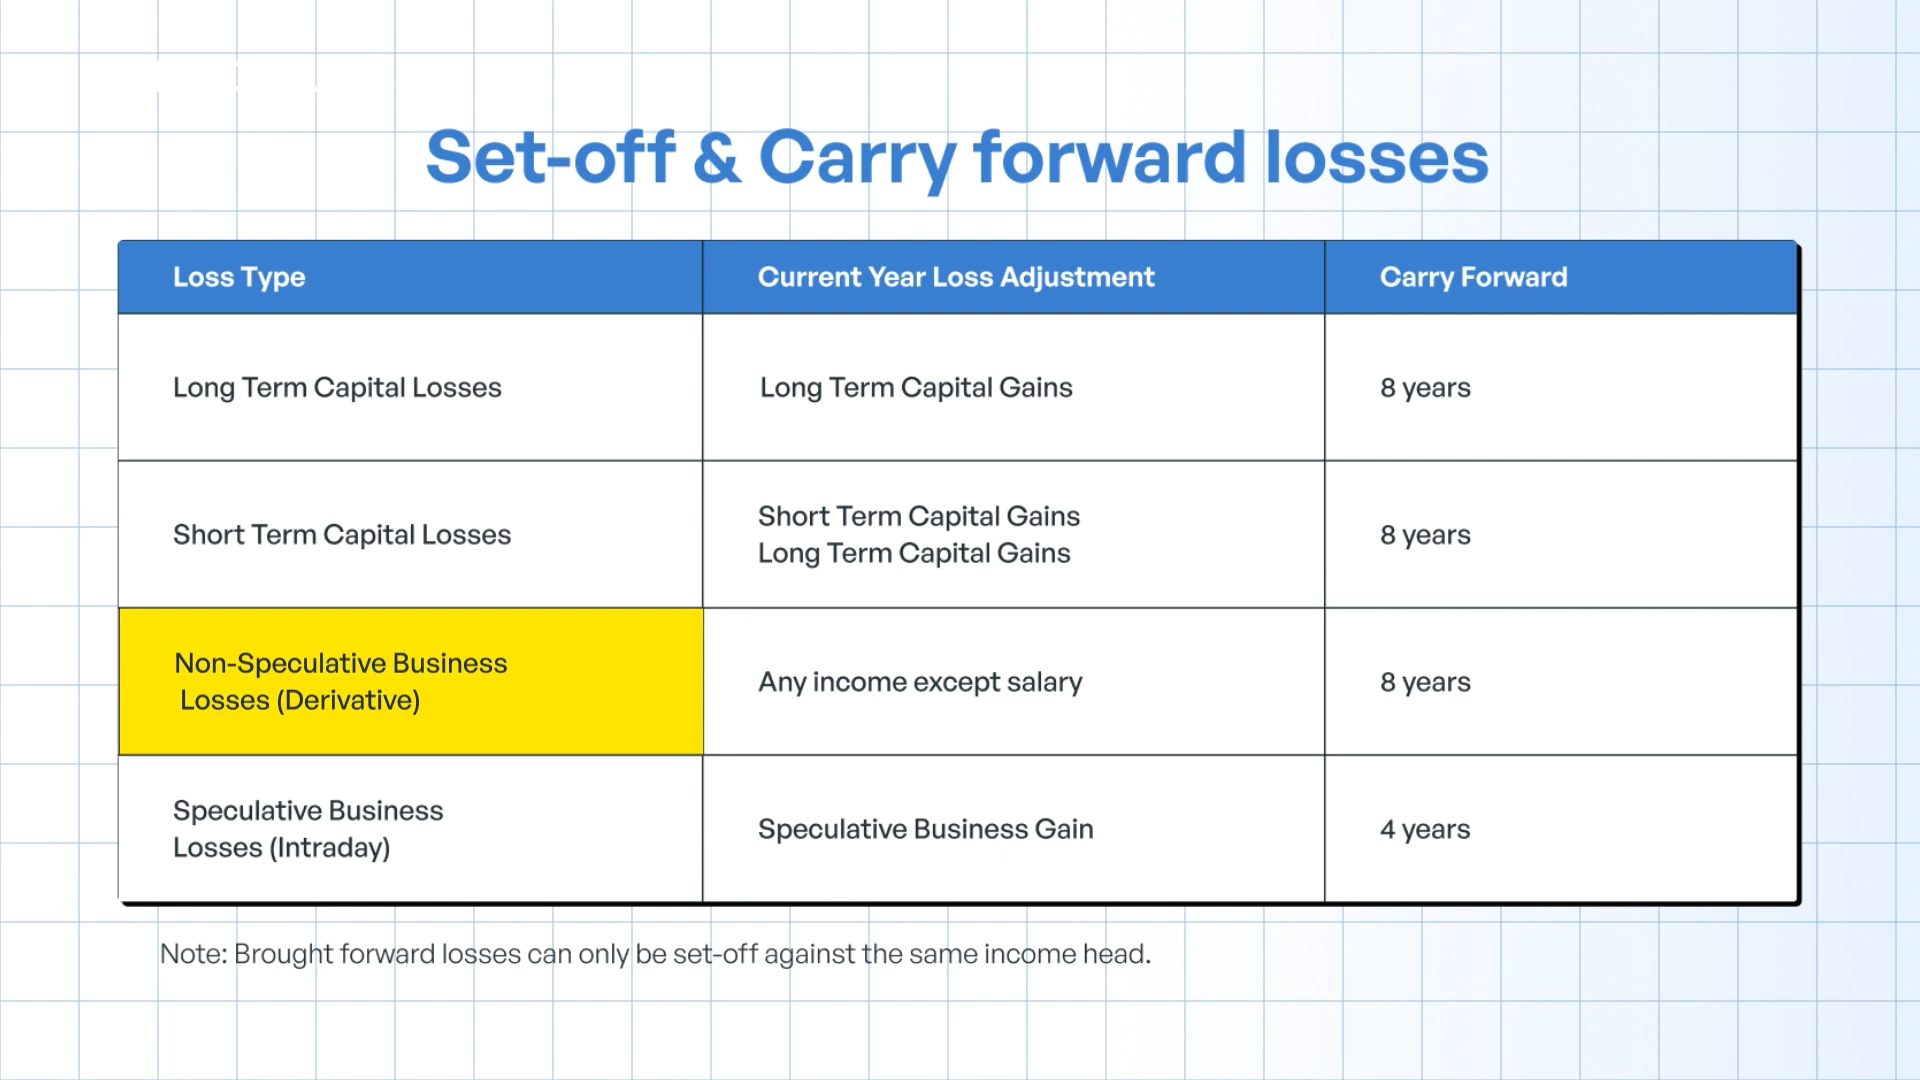 Set-off & Carry forward losses
Loss Type
Current Year Loss Adjustment
Carry Forward
Long Term Capital Losses
Long Term Capital Gains
8 years
Short Term Capital Losses
Short Term Capital Gains
Long Term Capital Gains
8 years
Non-Speculative Business
Losses (Derivative)
Any income except salary
8 years
Speculative Business
Losses (Intraday)
Speculative Business Gain
4 years
Note: Brought forward losses can only be set-off against the same income head.